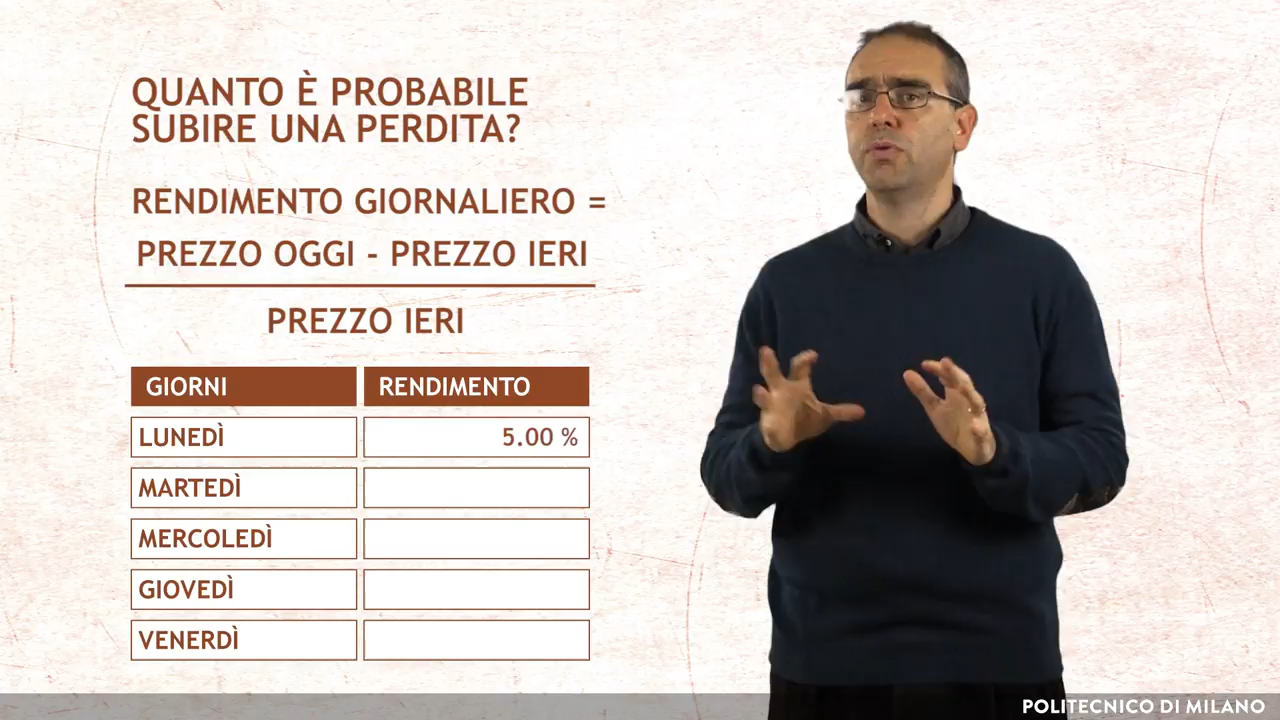 QUANTO È PROBABILE
SUBIRE UNA PERDITA?
RENDIMENTO GIORNALIERO =
PREZZO OGGI - PREZZO IERI
PREZZO IERI
GIORNI RENDIMENTO
LUNEDÌ 5.00 %
MARTEDÌ
MERCOLEDÌ
GIOVEDÌ
VENERDÌ
POLITECNICO DI MILANO